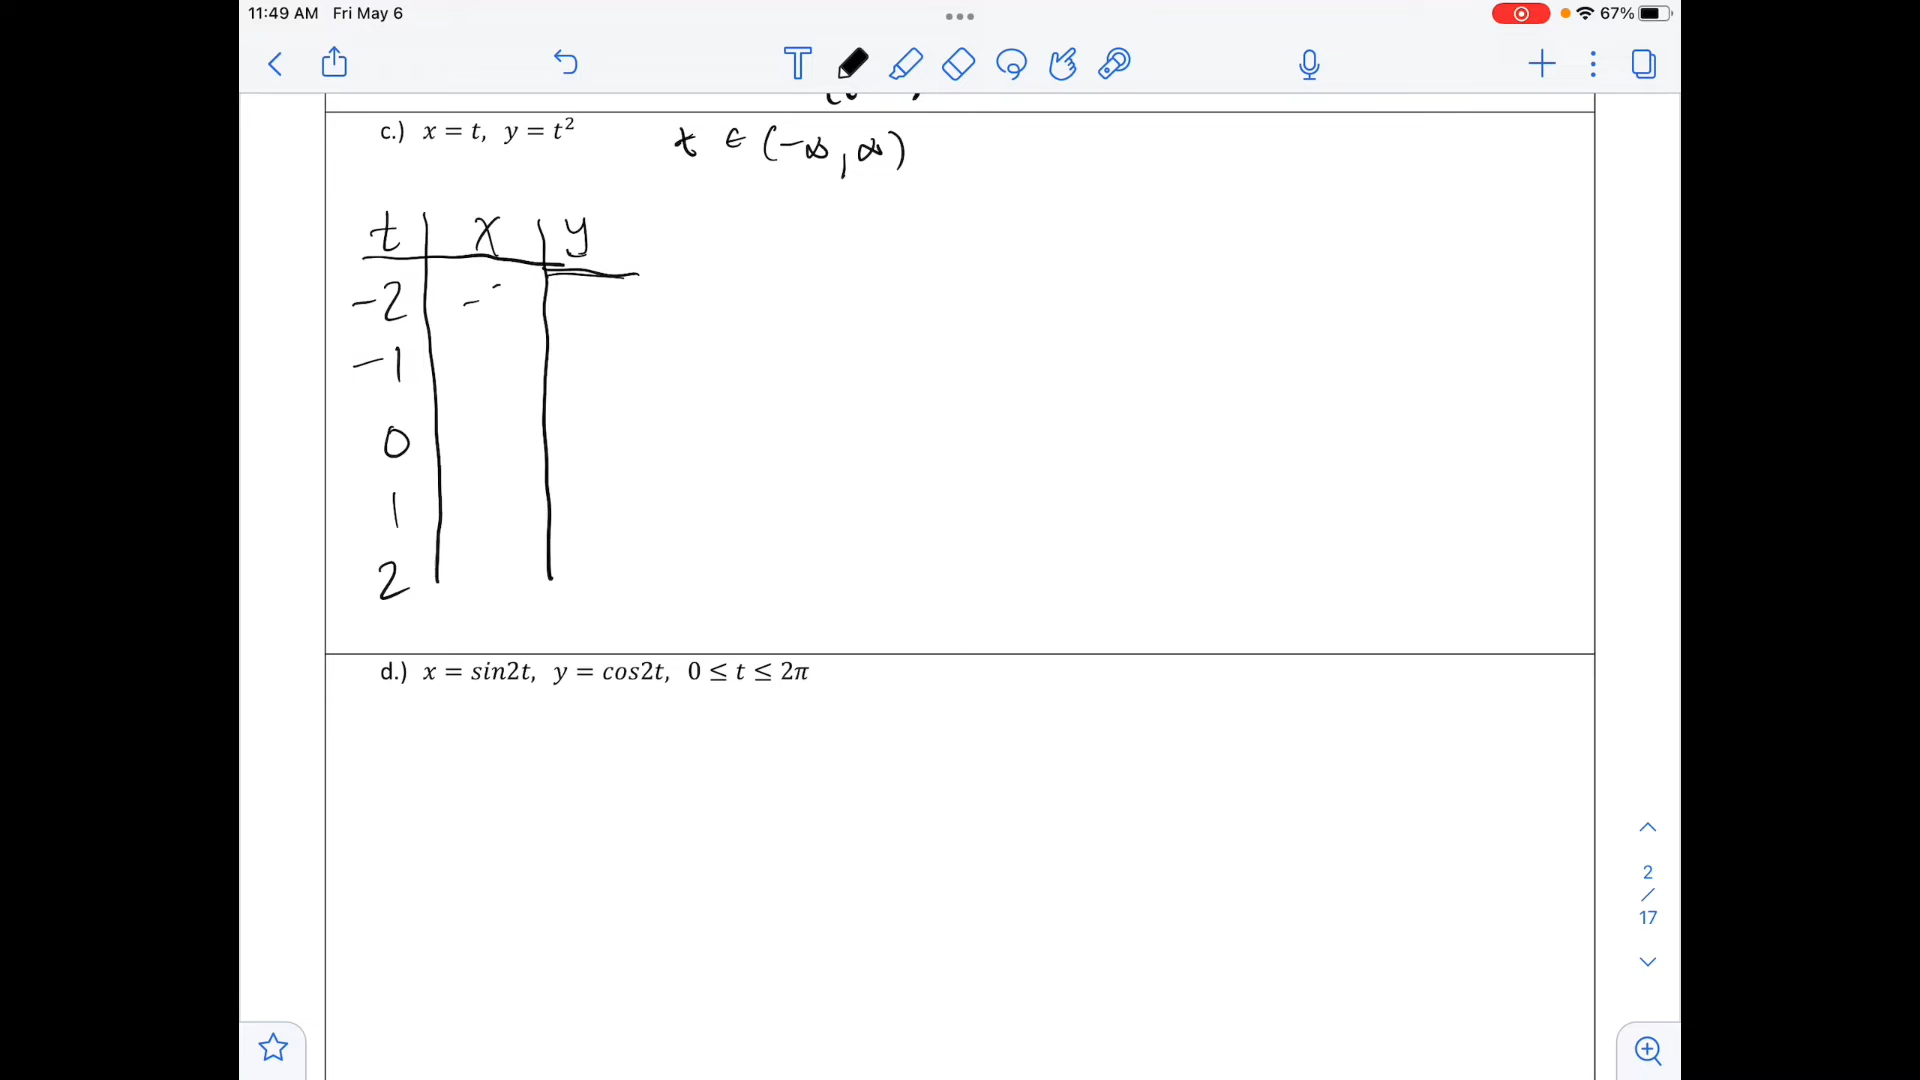 11:49 AM Fri May 6
67%
c.) x = t, y = t²
t ∈ (-∞, ∞)
t x y
-2 -
-1
0
1
2
d.) x = sin2t, y = cos2t, 0 ≤ t ≤ 2π
2
/
17